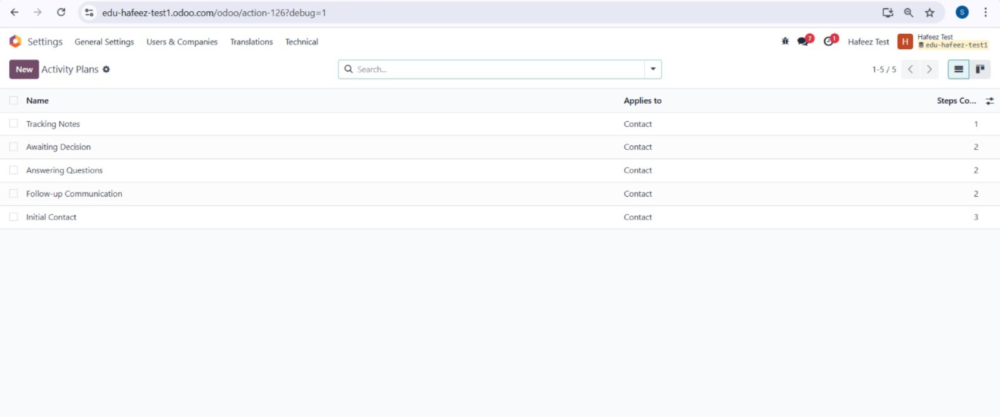 edu-hafeez-test1.odoo.com/odoo/action-126?debug=1
S
Settings General Settings Users & Companies Translations Technical 7 1 Hafeez Test H Hafeez Test
edu-hafeez-test1
New Activity Plans Search... 1-5 / 5
Name Applies to Steps Co...
Tracking Notes Contact 1
Awaiting Decision Contact 2
Answering Questions Contact 2
Follow-up Communication Contact 2
Initial Contact Contact 3